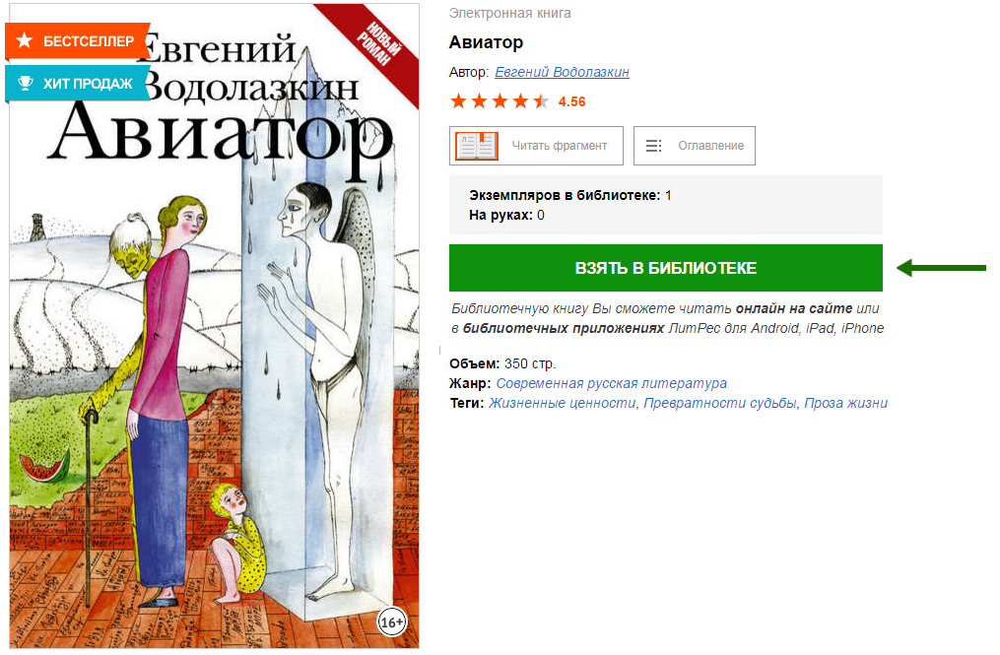 БЕСТСЕЛЛЕР
ХИТ ПРОДАЖ
НОВЫЙ
РОМАН
Евгений
Водолазкин
Авиатор
16+
Электронная книга
Авиатор
Автор: Евгений Водолазкин
4.56
Читать фрагмент
Оглавление
Экземпляров в библиотеке: 1
На руках: 0
ВЗЯТЬ В БИБЛИОТЕКЕ
Библиотечную книгу Вы сможете читать онлайн на сайте или
в библиотечных приложениях ЛитРес для Android, iPad, iPhone
Объем: 350 стр.
Жанр: Современная русская литература
Теги: Жизненные ценности, Превратности судьбы, Проза жизни